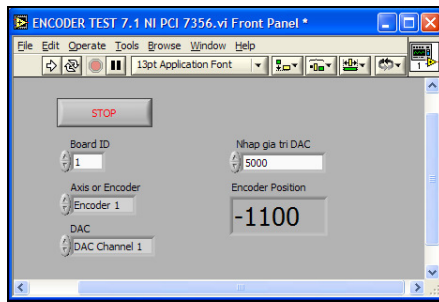 ENCODER TEST 7.1 NI PCI 7356.vi Front Panel *
File Edit Operate Tools Browse Window Help
13pt Application Font
1
STOP
Board ID
1
Nhap gia tri DAC
5000
Axis or Encoder
Encoder 1
Encoder Position
-1100
DAC
DAC Channel 1